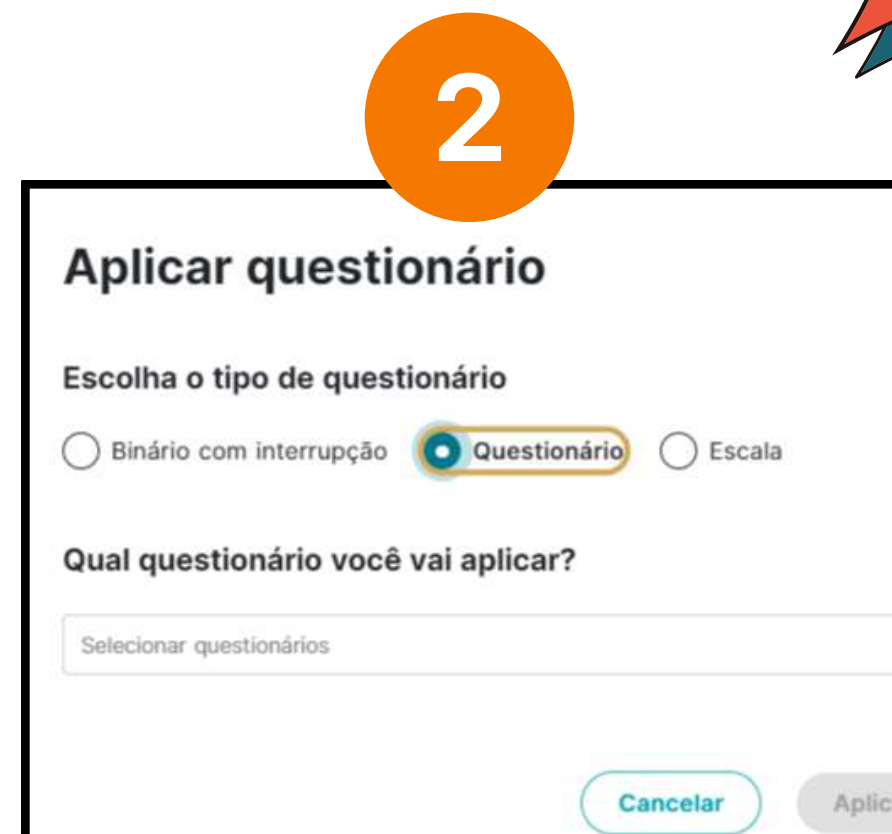 2
Aplicar questionário
Escolha o tipo de questionário
Binário com interrupção Questionário Escala
Qual questionário você vai aplicar?
Selecionar questionários
Cancelar Aplic